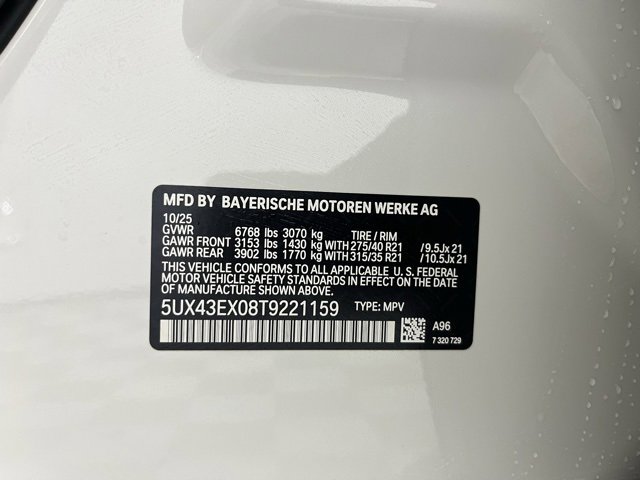 MFD BY BAYERISCHE MOTOREN WERKE AG
10/25
GVWR 6768 lbs 3070 kg TIRE / RIM
GAWR FRONT 3153 lbs 1430 kg WITH 275/40 R21 /9.5Jx 21
GAWR REAR 3902 lbs 1770 kg WITH 315/35 R21 /10.5Jx 21
THIS VEHICLE CONFORMS TO ALL APPLICABLE U. S. FEDERAL
MOTOR VEHICLE SAFETY STANDARDS IN EFFECT ON THE DATE
OF MANUFACTURE SHOWN ABOVE.
5UX43EX08T9221159 TYPE: MPV
A96
7 320 729